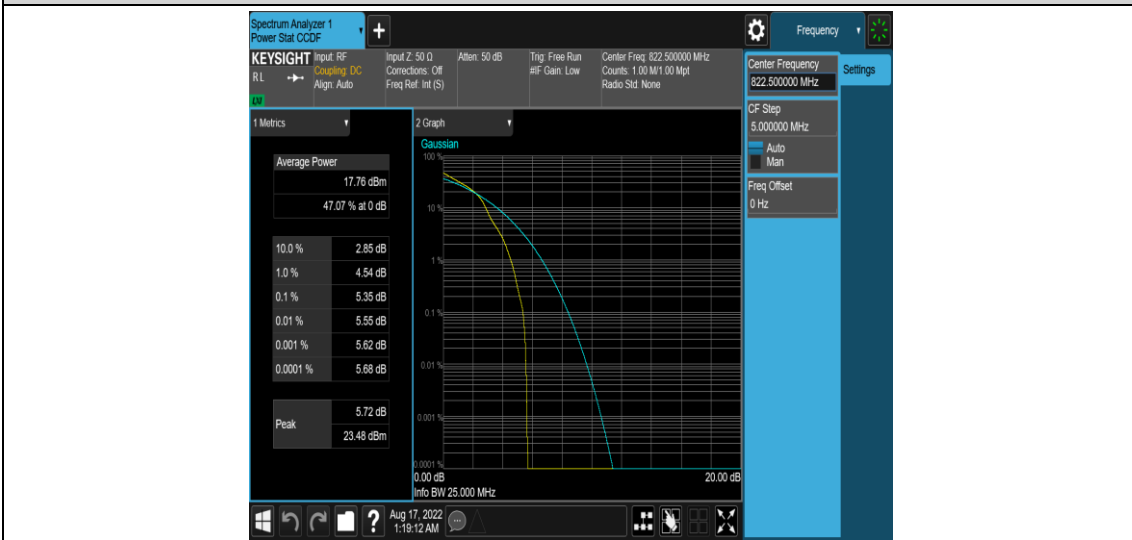 Spectrum Analyzer 1
Power Stat CCDF
+
Frequency
KEYSIGHT
RL
LXI
Input: RF
Coupling: DC
Align: Auto
Input Z: 50 Ω
Corrections: Off
Freq Ref: Int (S)
Atten: 50 dB
Trig: Free Run
#IF Gain: Low
Center Freq: 822.500000 MHz
Counts: 1.00 M/1.00 Mpt
Radio Std: None
Center Frequency
822.500000 MHz
Settings
CF Step
5.000000 MHz
Auto
Man
Freq Offset
0 Hz
1 Metrics
Average Power
17.76 dBm
47.07 % at 0 dB
10.0 % 2.85 dB
1.0 % 4.54 dB
0.1 % 5.35 dB
0.01 % 5.55 dB
0.001 % 5.62 dB
0.0001 % 5.68 dB
Peak
5.72 dB
23.48 dBm
2 Graph
Gaussian
100 %
10 %
1 %
0.1 %
0.01 %
0.001 %
0.0001 %
0.00 dB
20.00 dB
Info BW 25.000 MHz
?
Aug 17, 2022
1:19:12 AM